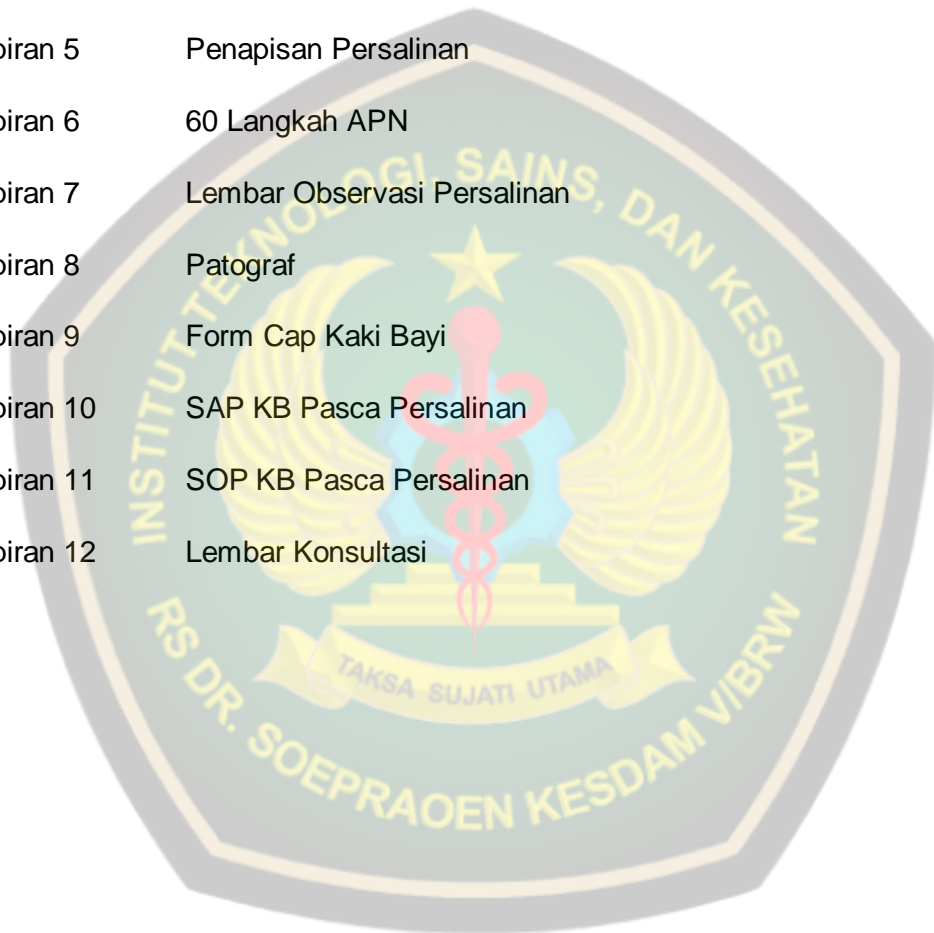 piran 5 Penapisan Persalinan
piran 6 60 Langkah APN
piran 7 Lembar Observasi Persalinan
piran 8 Patograf
piran 9 Form Cap Kaki Bayi
piran 10 SAP KB Pasca Persalinan
piran 11 SOP KB Pasca Persalinan
piran 12 Lembar Konsultasi
INSTITUT TEKNOLOGI, SAINS, DAN KESEHATAN
TAKSA SUJATI UTAMA
RS DR. SOEPRAOEN KESDAM V/BRW